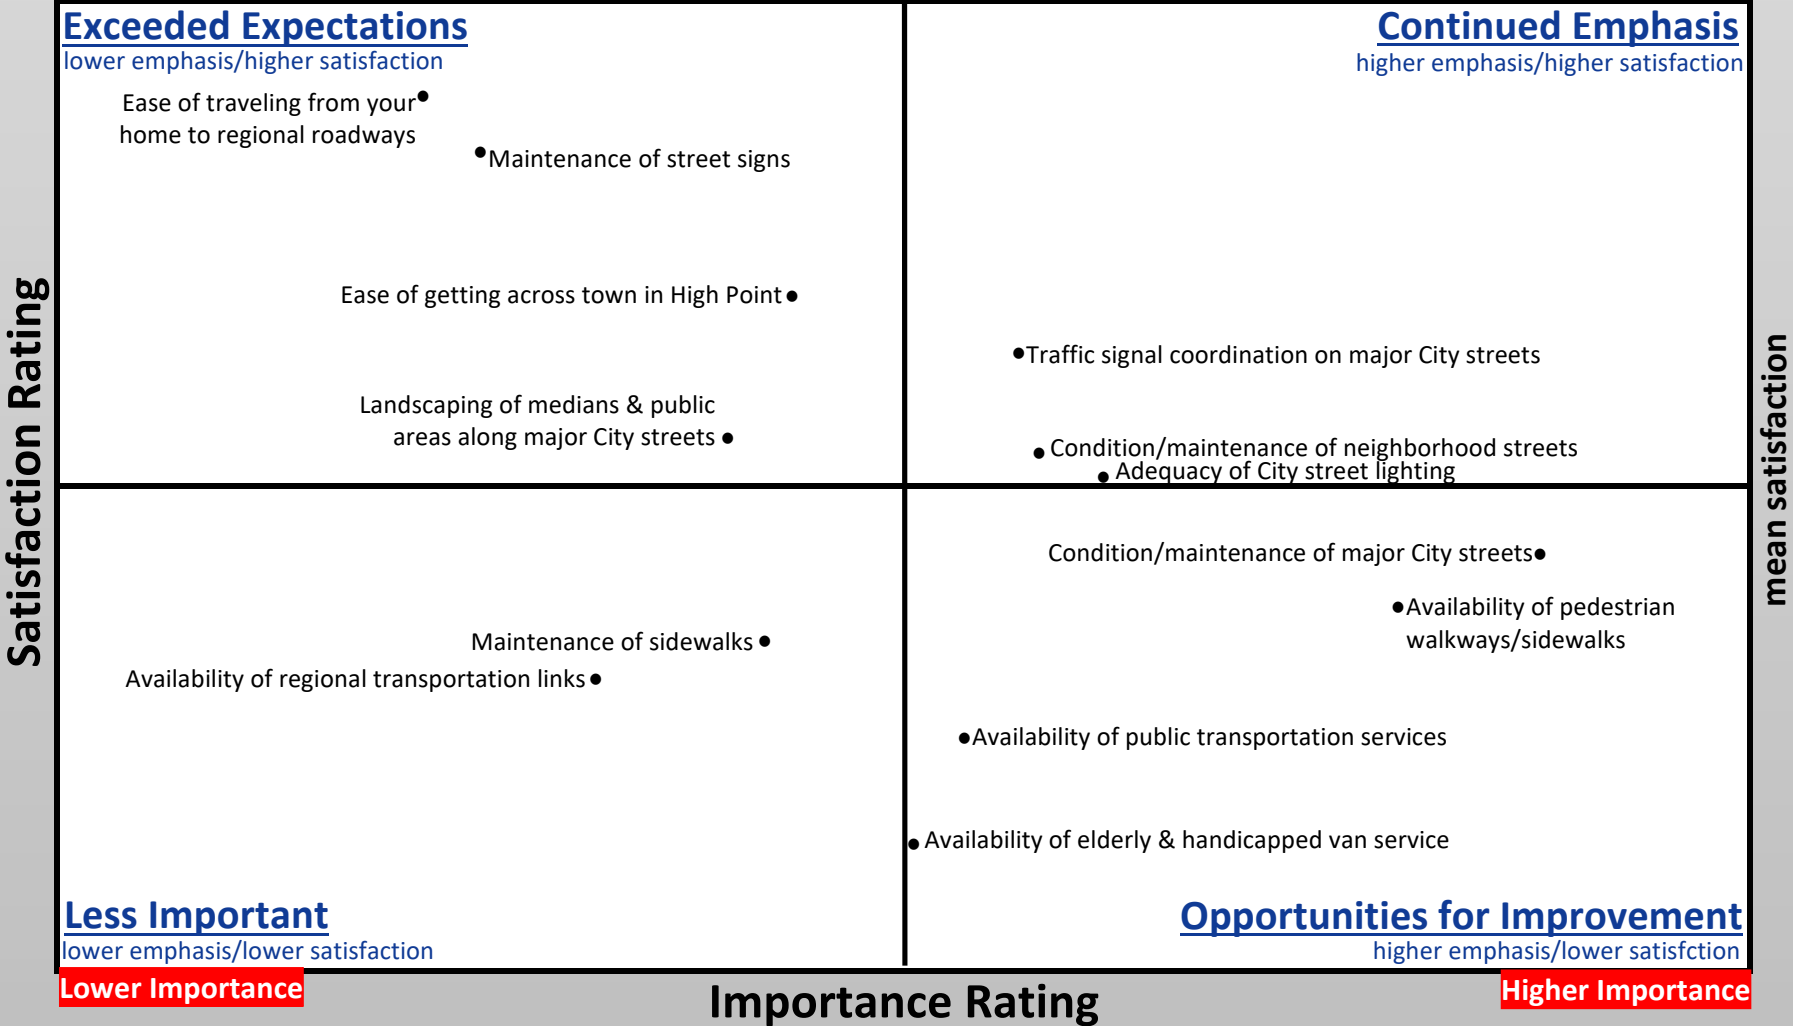 Exceeded Expectations
lower emphasis/higher satisfaction
Continued Emphasis
higher emphasis/higher satisfaction
Ease of traveling from your
home to regional roadways
Maintenance of street signs
Ease of getting across town in High Point
Traffic signal coordination on major City streets
Landscaping of medians & public
areas along major City streets
Condition/maintenance of neighborhood streets
Adequacy of City street lighting
Satisfaction Rating
mean satisfaction
Condition/maintenance of major City streets
Availability of pedestrian
walkways/sidewalks
Maintenance of sidewalks
Availability of regional transportation links
Availability of public transportation services
Availability of elderly & handicapped van service
Less Important
lower emphasis/lower satisfaction
Opportunities for Improvement
higher emphasis/lower satisfction
Lower Importance
Importance Rating
Higher Importance